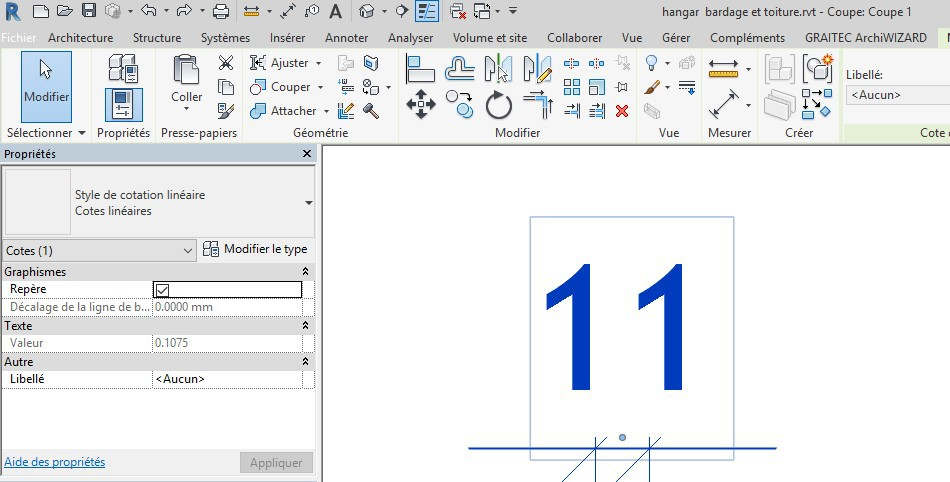 hangar bardage et toiture.rvt - Coupe: Coupe 1
Fichier Architecture Structure Systèmes Insérer Annoter Analyser Volume et site Collaborer Vue Gérer Compléments GRAITEC ArchiWIZARD
Modifier
Coller
Ajuster
Couper
Attacher
Libellé:
<Aucun>
Sélectionner Propriétés Presse-papiers Géométrie Modifier Vue Mesurer Créer Cote
Propriétés
Style de cotation linéaire
Cotes linéaires
Cotes (1) Modifier le type
Graphismes
Repère
Décalage de la ligne de b... 0.0000 mm
Texte
Valeur 0.1075
Autre
Libellé <Aucun>
Aide des propriétés Appliquer
11